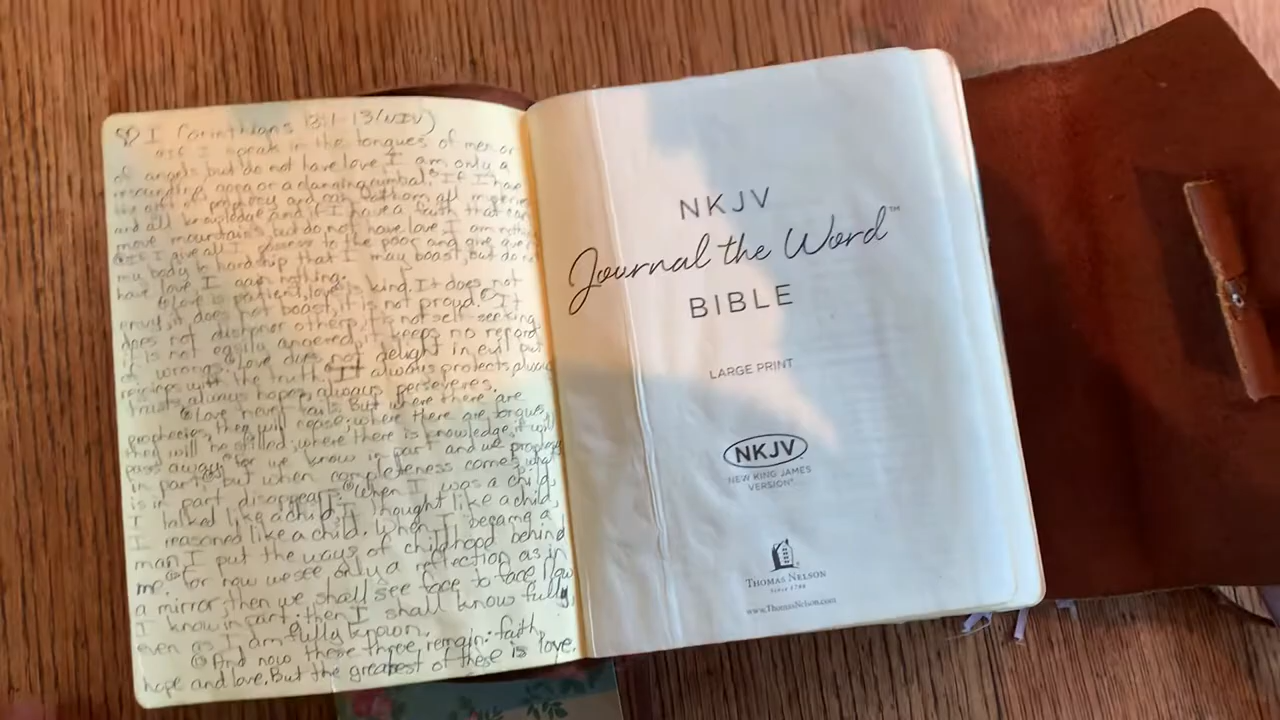 ♡ I Corinthians 13:1-13 (NIV)
If I speak in the tongues of men or
of angels, but do not have love, I am only a
resounding gong or a clanging cymbal. If I have
the gift of prophecy and can fathom all mysteries
and all knowledge, and if I have a faith that can
move mountains, but do not have love I am nothing
If I give all I possess to the poor and give over
my body to hardship that I may boast, but do not
have love I gain nothing.
Love is patient, love is kind. It does not
envy, it does not boast, it is not proud. It
does not dishonor others, it is not self-seeking,
it is not easily angered, it keeps no record
of wrongs. Love does not delight in evil but
rejoices with the truth. It always protects, always
trusts, always hopes, always perseveres.
Love never fails. But where there are
prophecies, they will cease; where there are tongues,
they will be stilled; where there is knowledge, it will
pass away. For we know in part and we prophesy
in part, but when completeness comes, what
is in part disappears. When I was a child,
I talked like a child, I thought like a child,
I reasoned like a child. When I became a
man, I put the ways of childhood behind
me. For now we see only a reflection as in
a mirror; then we shall see face to face. Now
I know in part; then I shall know fully,
even as I am fully known.
And now these three remain: faith,
hope and love. But the greatest of these is love.
NKJV
Journal the Word™
BIBLE
LARGE PRINT
NKJV
NEW KING JAMES
VERSION®
THOMAS NELSON
Since 1798
www.ThomasNelson.com